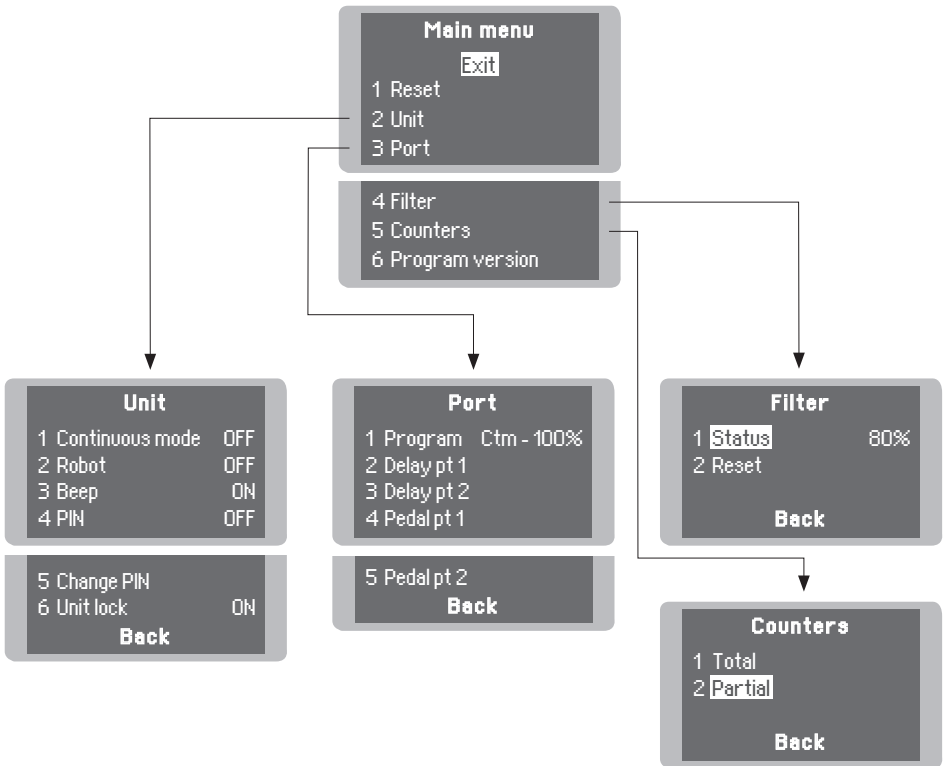 Main menu
Exit
1 Reset
2 Unit
3 Port
4 Filter
5 Counters
6 Program version
Unit
1 Continuous mode OFF
2 Robot OFF
3 Beep ON
4 PIN OFF
5 Change PIN
6 Unit lock ON
Back
Port
1 Program Ctm - 100%
2 Delay pt 1
3 Delay pt 2
4 Pedal pt 1
5 Pedal pt 2
Back
Filter
1 Status 80%
2 Reset
Back
Counters
1 Total
2 Partial
Back